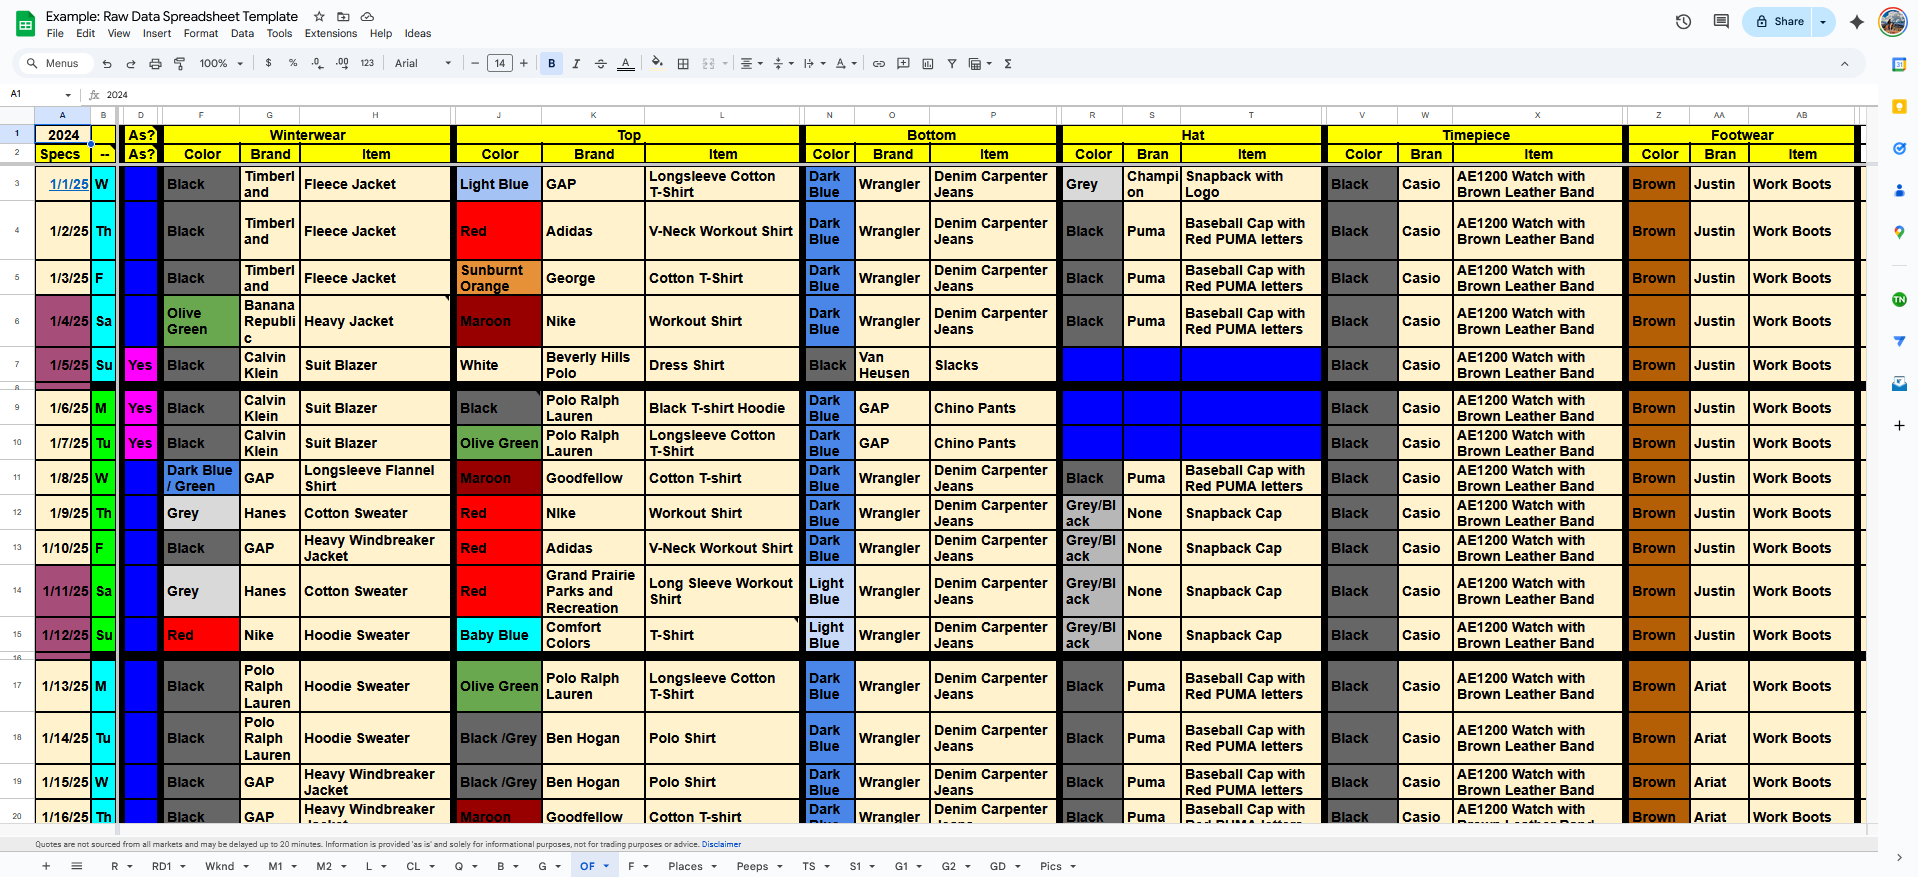 Example: Raw Data Spreadsheet Template
File Edit View Insert Format Data Tools Extensions Help Ideas
Share
Menus 100% $ % .0 .00 123 Arial 14 B I S A
A1 fx 2024
A B D F G H J K L N O P R S T V W X Z AA AB
1 2024 As? Winterwear Top Bottom Hat Timepiece Footwear
2 Specs -- As? Color Brand Item Color Brand Item Color Brand Item Color Bran Item Color Bran Item Color Bran Item
3 1/1/25 W Black Timberland Fleece Jacket Light Blue GAP Longsleeve Cotton T-Shirt Dark Blue Wrangler Denim Carpenter Jeans Grey Champion Snapback with Logo Black Casio AE1200 Watch with Brown Leather Band Brown Justin Work Boots
4 1/2/25 Th Black Timberland Fleece Jacket Red Adidas V-Neck Workout Shirt Dark Blue Wrangler Denim Carpenter Jeans Black Puma Baseball Cap with Red PUMA letters Black Casio AE1200 Watch with Brown Leather Band Brown Justin Work Boots
5 1/3/25 F Black Timberland Fleece Jacket Sunburnt Orange George Cotton T-Shirt Dark Blue Wrangler Denim Carpenter Jeans Black Puma Baseball Cap with Red PUMA letters Black Casio AE1200 Watch with Brown Leather Band Brown Justin Work Boots
6 1/4/25 Sa Olive Green Banana Republic Heavy Jacket Maroon Nike Workout Shirt Dark Blue Wrangler Denim Carpenter Jeans Black Puma Baseball Cap with Red PUMA letters Black Casio AE1200 Watch with Brown Leather Band Brown Justin Work Boots
7 1/5/25 Su Yes Black Calvin Klein Suit Blazer White Beverly Hills Polo Dress Shirt Black Van Heusen Slacks Black Casio AE1200 Watch with Brown Leather Band Brown Justin Work Boots
8
9 1/6/25 M Yes Black Calvin Klein Suit Blazer Black Polo Ralph Lauren Black T-shirt Hoodie Dark Blue GAP Chino Pants Black Casio AE1200 Watch with Brown Leather Band Brown Justin Work Boots
10 1/7/25 Tu Yes Black Calvin Klein Suit Blazer Olive Green Polo Ralph Lauren Longsleeve Cotton T-Shirt Dark Blue GAP Chino Pants Black Casio AE1200 Watch with Brown Leather Band Brown Justin Work Boots
11 1/8/25 W Dark Blue / Green GAP Longsleeve Flannel Shirt Maroon Goodfellow Cotton T-shirt Dark Blue Wrangler Denim Carpenter Jeans Black Puma Baseball Cap with Red PUMA letters Black Casio AE1200 Watch with Brown Leather Band Brown Justin Work Boots
12 1/9/25 Th Grey Hanes Cotton Sweater Red NIke Workout Shirt Dark Blue Wrangler Denim Carpenter Jeans Grey/Black None Snapback Cap Black Casio AE1200 Watch with Brown Leather Band Brown Justin Work Boots
13 1/10/25 F Black GAP Heavy Windbreaker Jacket Red Adidas V-Neck Workout Shirt Dark Blue Wrangler Denim Carpenter Jeans Grey/Black None Snapback Cap Black Casio AE1200 Watch with Brown Leather Band Brown Justin Work Boots
14 1/11/25 Sa Grey Hanes Cotton Sweater Red Grand Prairie Parks and Recreation Long Sleeve Workout Shirt Light Blue Wrangler Denim Carpenter Jeans Grey/Black None Snapback Cap Black Casio AE1200 Watch with Brown Leather Band Brown Justin Work Boots
15 1/12/25 Su Red Nike Hoodie Sweater Baby Blue Comfort Colors T-Shirt Light Blue Wrangler Denim Carpenter Jeans Grey/Black None Snapback Cap Black Casio AE1200 Watch with Brown Leather Band Brown Justin Work Boots
16
17 1/13/25 M Black Polo Ralph Lauren Hoodie Sweater Olive Green Polo Ralph Lauren Longsleeve Cotton T-Shirt Dark Blue Wrangler Denim Carpenter Jeans Black Puma Baseball Cap with Red PUMA letters Black Casio AE1200 Watch with Brown Leather Band Brown Ariat Work Boots
18 1/14/25 Tu Black Polo Ralph Lauren Hoodie Sweater Black /Grey Ben Hogan Polo Shirt Dark Blue Wrangler Denim Carpenter Jeans Black Puma Baseball Cap with Red PUMA letters Black Casio AE1200 Watch with Brown Leather Band Brown Ariat Work Boots
19 1/15/25 W Black GAP Heavy Windbreaker Jacket Black /Grey Ben Hogan Polo Shirt Dark Blue Wrangler Denim Carpenter Jeans Black Puma Baseball Cap with Red PUMA letters Black Casio AE1200 Watch with Brown Leather Band Brown Ariat Work Boots
20 1/16/25 Th Black GAP Heavy Windbreaker Maroon Goodfellow Cotton T-shirt Dark Wrangler Denim Carpenter Black Puma Baseball Cap with Black Casio AE1200 Watch with Brown Ariat Work Boots
Quotes are not sourced from all markets and may be delayed up to 20 minutes. Information is provided 'as is' and solely for informational purposes, not for trading purposes or advice. Disclaimer
R RD1 Wknd M1 M2 L CL Q B G OF F Places Peeps TS S1 G1 G2 GD Pics